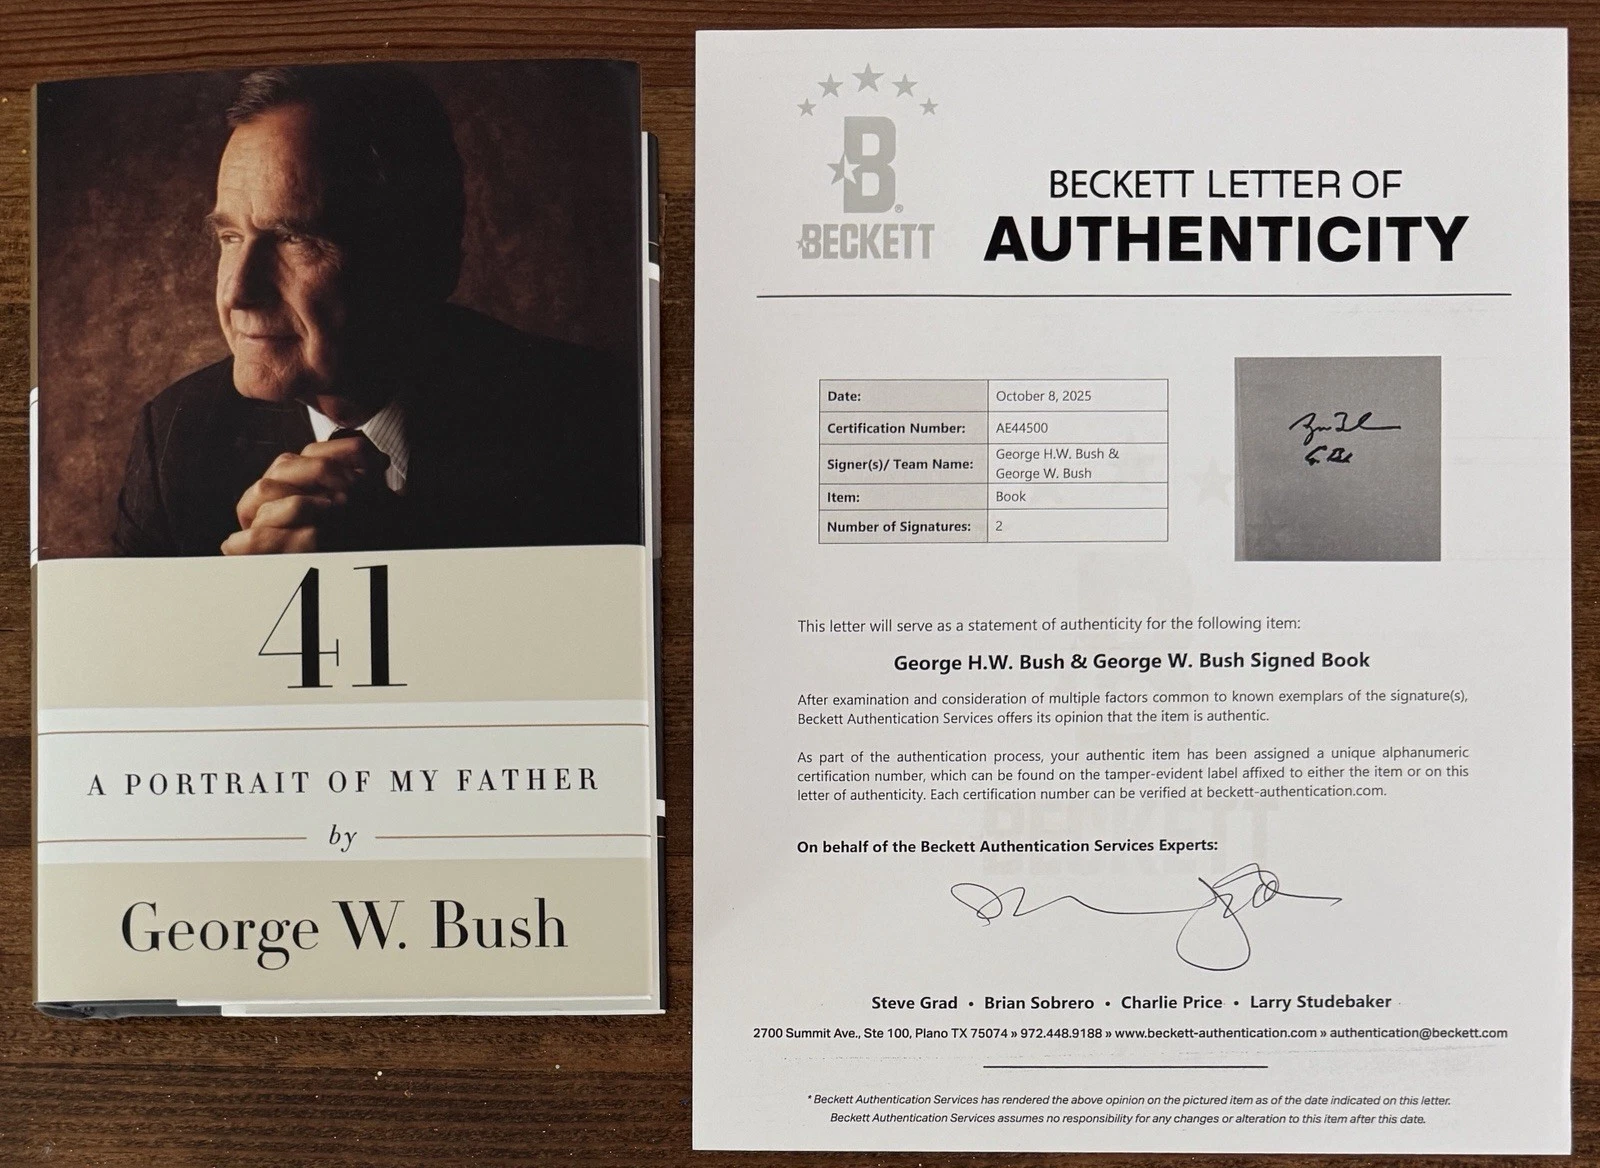 41
A PORTRAIT OF MY FATHER
by
George W. Bush
B®
BECKETT
BECKETT LETTER OF
AUTHENTICITY
Date: October 8, 2025
Certification Number: AE44500
Signer(s)/ Team Name: George H.W. Bush &
George W. Bush
Item: Book
Number of Signatures: 2
This letter will serve as a statement of authenticity for the following item:
George H.W. Bush & George W. Bush Signed Book
After examination and consideration of multiple factors common to known exemplars of the signature(s),
Beckett Authentication Services offers its opinion that the item is authentic.
As part of the authentication process, your authentic item has been assigned a unique alphanumeric
certification number, which can be found on the tamper-evident label affixed to either the item or on this
letter of authenticity. Each certification number can be verified at beckett-authentication.com.
On behalf of the Beckett Authentication Services Experts:
Steve Grad • Brian Sobrero • Charlie Price • Larry Studebaker
2700 Summit Ave., Ste 100, Plano TX 75074 » 972.448.9188 » www.beckett-authentication.com » authentication@beckett.com
* Beckett Authentication Services has rendered the above opinion on the pictured item as of the date indicated on this letter.
Beckett Authentication Services assumes no responsibility for any changes or alteration to this item after this date.